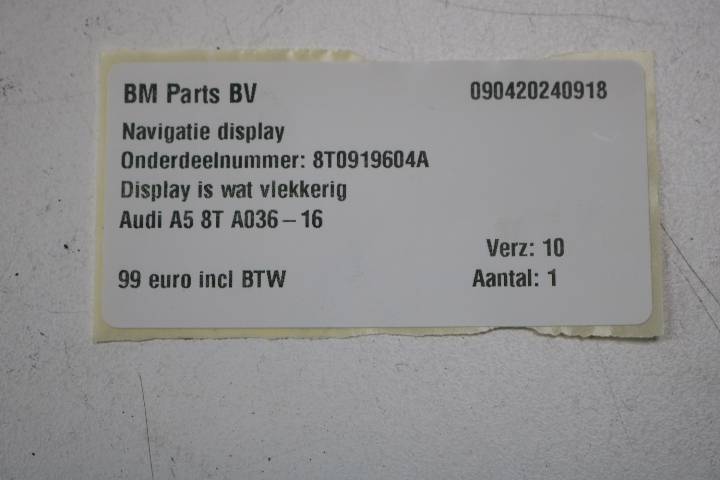 BM Parts BV 090420240918
Navigatie display
Onderdeelnummer: 8T0919604A
Display is wat vlekkerig
Audi A5 8T A036-16
Verz: 10
99 euro incl BTW Aantal: 1